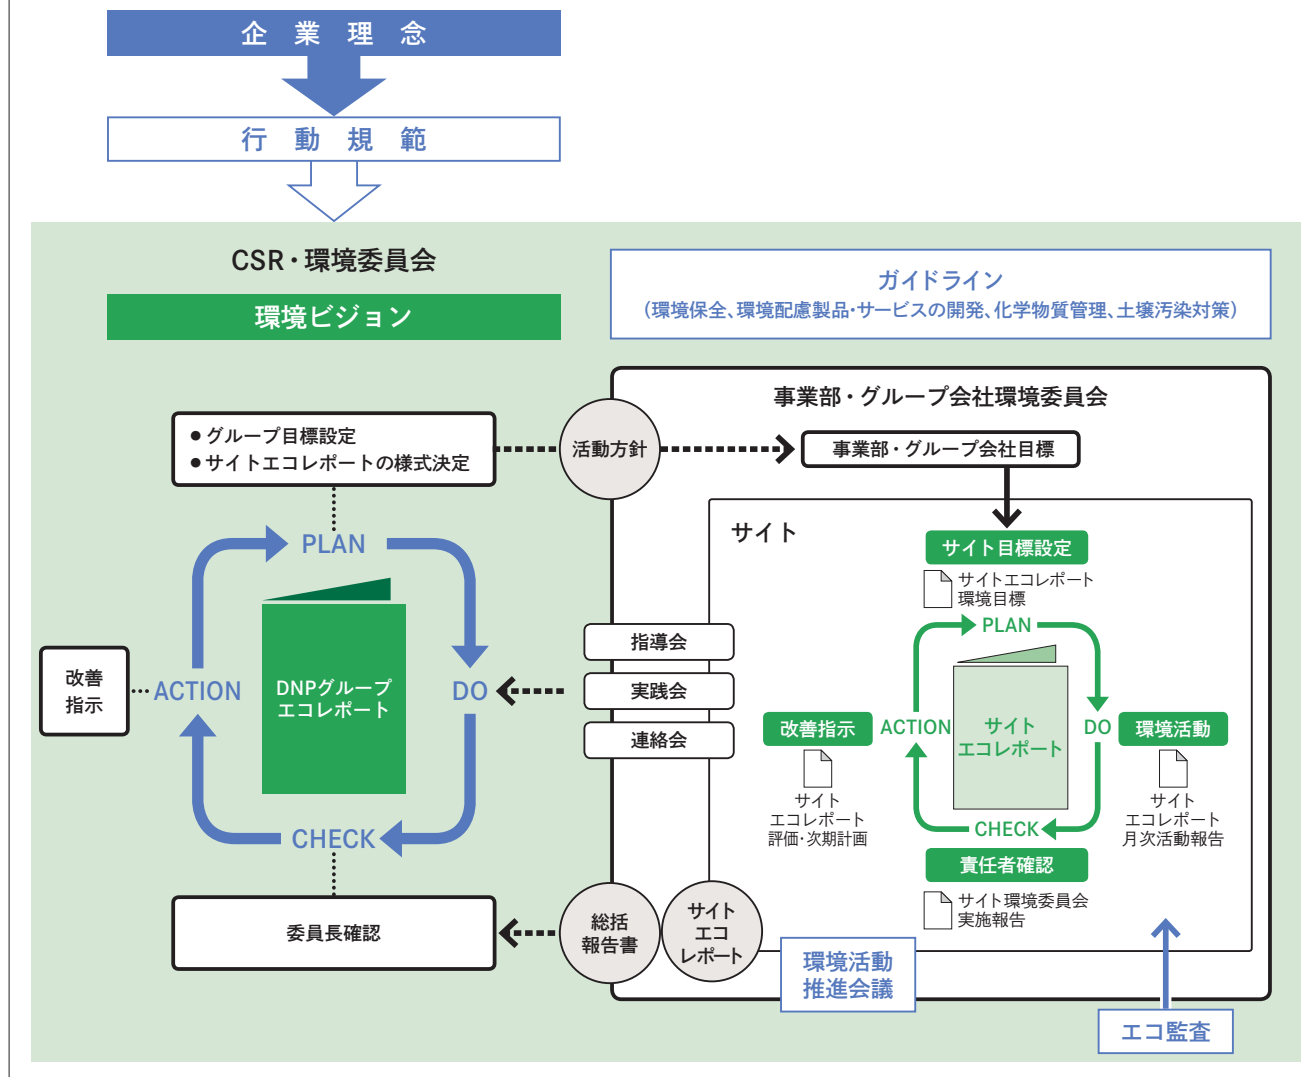 企業理念
行動規範
CSR・環境委員会
環境ビジョン
ガイドライン
（環境保全、環境配慮製品・サービスの開発、化学物質管理、土壌汚染対策）
●グループ目標設定
●サイトエコレポートの様式決定
活動方針
事業部・グループ会社環境委員会
事業部・グループ会社目標
PLAN
DO
CHECK
ACTION
DNPグループ
エコレポート
改善
指示
委員長確認
指導会
実践会
連絡会
総括
報告書
サイト
エコ
レポート
サイト
サイト目標設定
サイトエコレポート
環境目標
PLAN
DO
CHECK
ACTION
サイト
エコレポート
環境活動
サイト
エコレポート
月次活動報告
責任者確認
サイト環境委員会
実施報告
改善指示
サイト
エコレポート
評価・次期計画
環境活動
推進会議
エコ監査